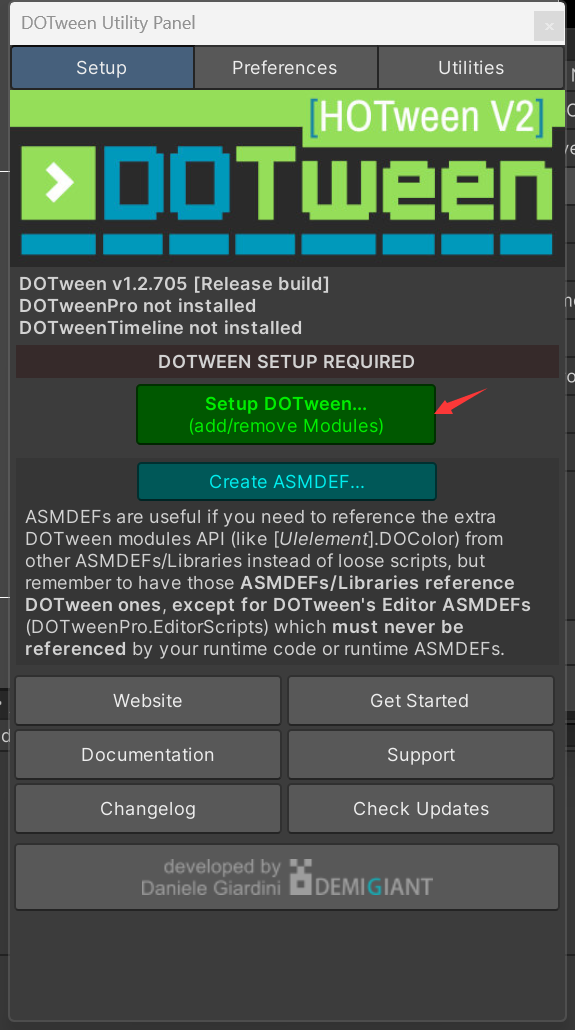 DOTween Utility Panel
×
Setup
Preferences
Utilities
[HOTween V2]
DOTween
DOTween v1.2.705 [Release build]
DOTweenPro not installed
DOTweenTimeline not installed
DOTWEEN SETUP REQUIRED
Setup DOTween...
(add/remove Modules)
Create ASMDEF...
ASMDEFs are useful if you need to reference the extra
DOTween modules API (like [UIelement].DOColor) from
other ASMDEFs/Libraries instead of loose scripts, but
remember to have those ASMDEFs/Libraries reference
DOTween ones, except for DOTween's Editor ASMDEFs
(DOTweenPro.EditorScripts) which must never be
referenced by your runtime code or runtime ASMDEFs.
Website
Get Started
Documentation
Support
Changelog
Check Updates
developed by
Daniele Giardini
DEMIGIANT